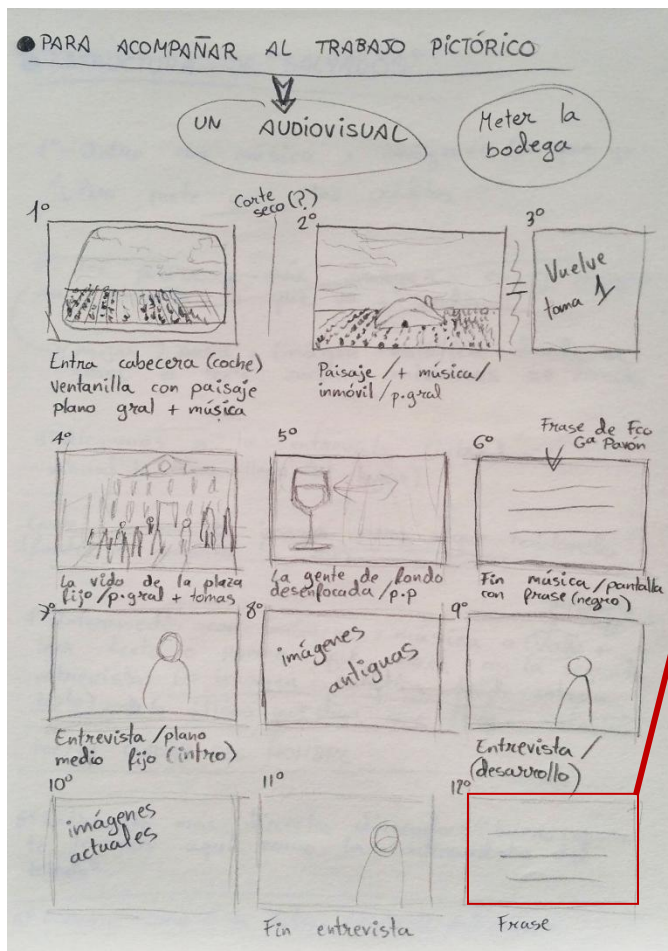 ● PARA ACOMPAÑAR AL TRABAJO PICTÓRICO
UN AUDIOVISUAL
Meter la
bodega
1º
Corte
seco (?)
2º
3º
Vuelve
toma 1
Entra cabecera (coche)
ventanilla con paisaje
plano gral + música
Paisaje / + música/
inmóvil / p.gral
4º
5º
6º
Frase de Fco
Gª Pavón
La vida de la plaza
fijo / p.gral + tomas
La gente de fondo
desenfocada / p.p
Fin música/pantalla
con frase (negro)
7º
8º
imágenes
antiguas
9º
Entrevista /plano
medio fijo (intro)
Entrevista /
(desarrollo)
10º
imágenes
actuales
11º
12º
Fin entrevista
Frase